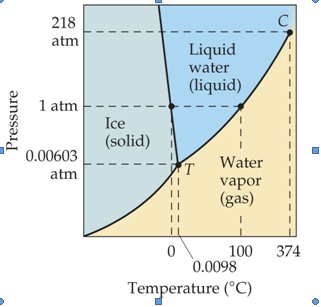 218
atm
C
Liquid
water
(liquid)
Pressure
1 atm
Ice
(solid)
0.00603
atm
T
Water
vapor
(gas)
0
100
374
0.0098
Temperature (°C)